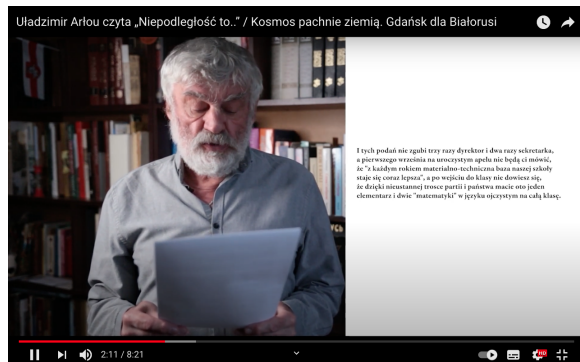 Uładzimir Arłou czyta „Niepodległość to..” / Kosmos pachnie ziemią. Gdańsk dla Białorusi
I tych podań nie zgubi trzy razy dyrektor i dwa razy sekretarka,
a pierwszego września na uroczystym apelu nie będą ci mówić,
że "z każdym rokiem materialno-techniczna baza naszej szkoły
staje się coraz lepsza", a po wejściu do klasy nie dowiesz się,
że dzięki nieustannej trosce partii i państwa macie oto jeden
elementarz i dwie "matematyki" w języku ojczystym na całą klasę.
2:11 / 8:21
HD